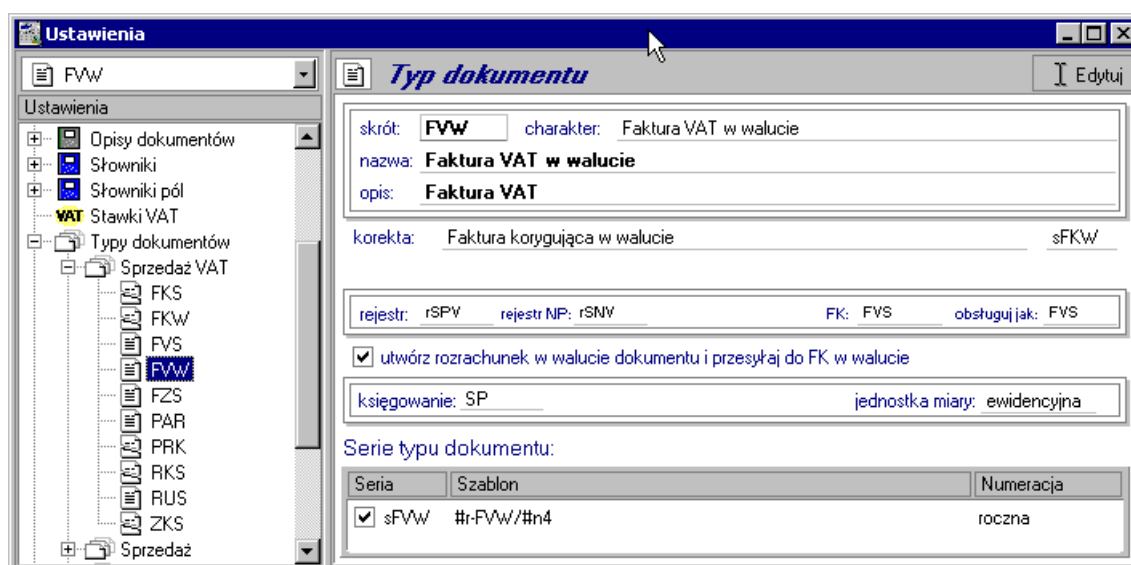 Ustawienia
FVW
Typ dokumentu
Edytuj
Ustawienia
Opisy dokumentów
Słowniki
Słowniki pól
VAT Stawki VAT
Typy dokumentów
Sprzedaż VAT
FKS
FKW
FVS
FVW
FZS
PAR
PRK
RKS
RUS
ZKS
Sprzedaż
skrót: FVW charakter: Faktura VAT w walucie
nazwa: Faktura VAT w walucie
opis: Faktura VAT
korekta: Faktura korygująca w walucie sFKW
rejestr: rSPV rejestr NP: rSNV FK: FVS obsługuj jak: FVS
utwórz rozrachunek w walucie dokumentu i przesyłaj do FK w walucie
księgowanie: SP jednostka miary: ewidencyjna
Serie typu dokumentu:
Seria Szablon Numeracja
sFVW #r-FVW/#n4 roczna